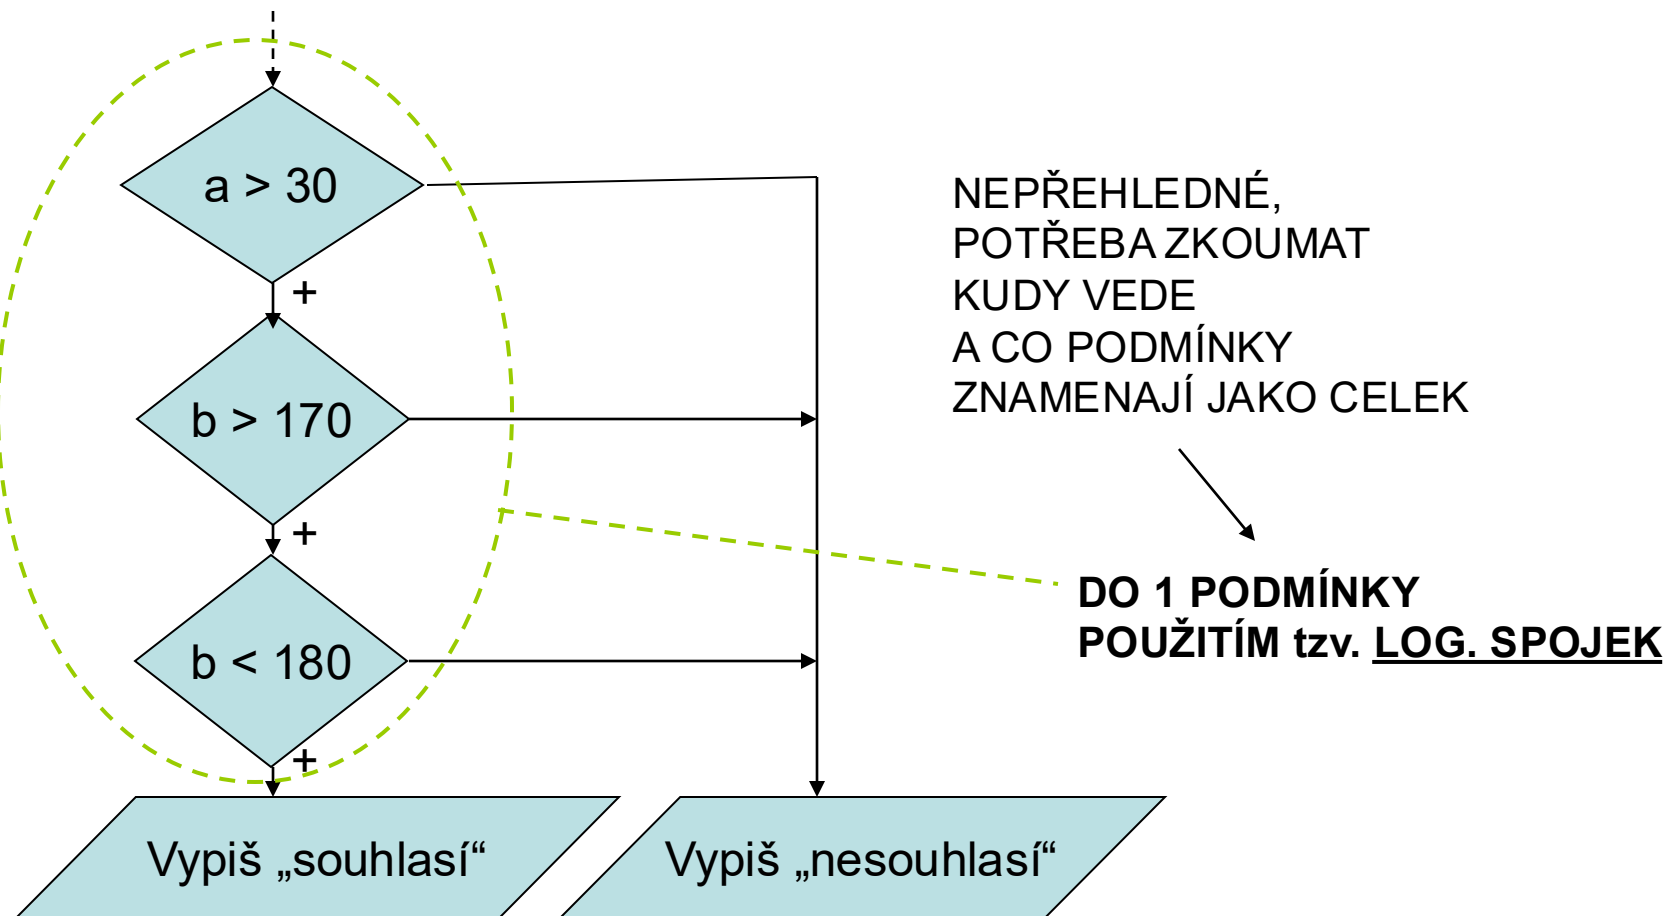 a > 30
+
b > 170
+
b < 180
+
Vypiš „souhlasí“
Vypiš „nesouhlasí“
NEPŘEHLEDNÉ,
POTŘEBA ZKOUMAT
KUDY VEDE
A CO PODMÍNKY
ZNAMENAJÍ JAKO CELEK
DO 1 PODMÍNKY
POUŽITÍM tzv. LOG. SPOJEK